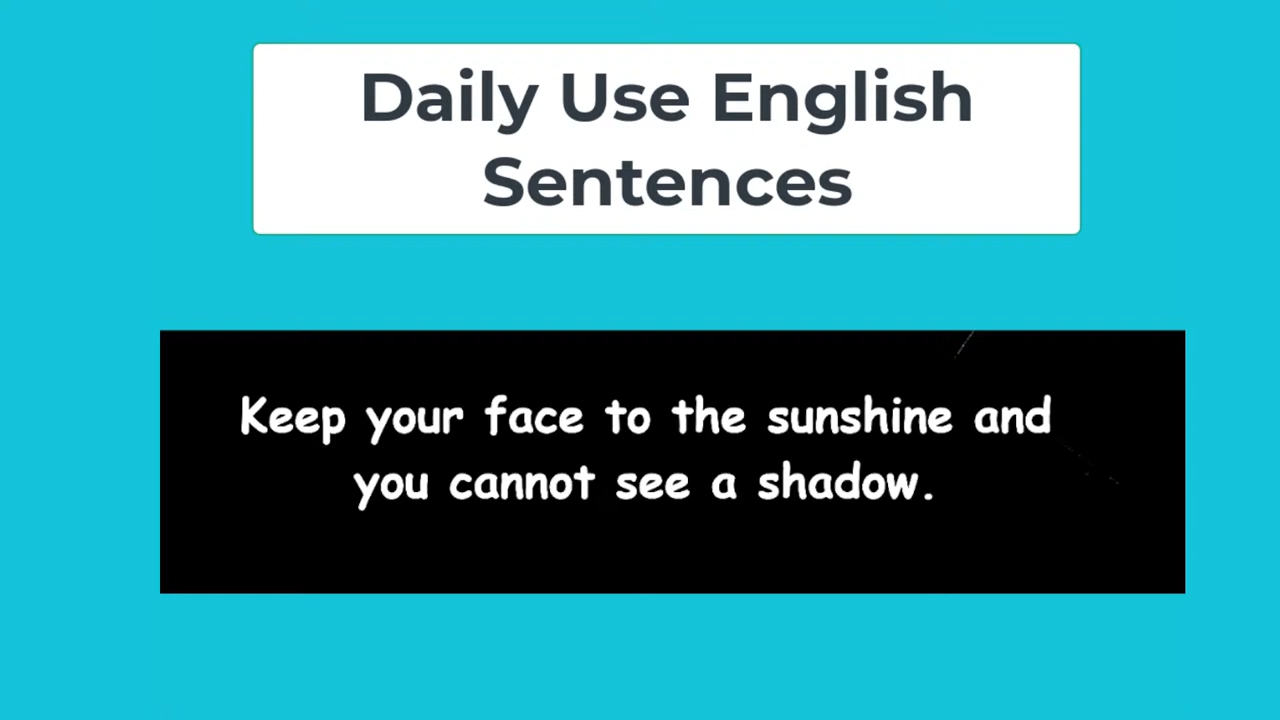 Daily Use English
Sentences
Keep your face to the sunshine and
you cannot see a shadow.